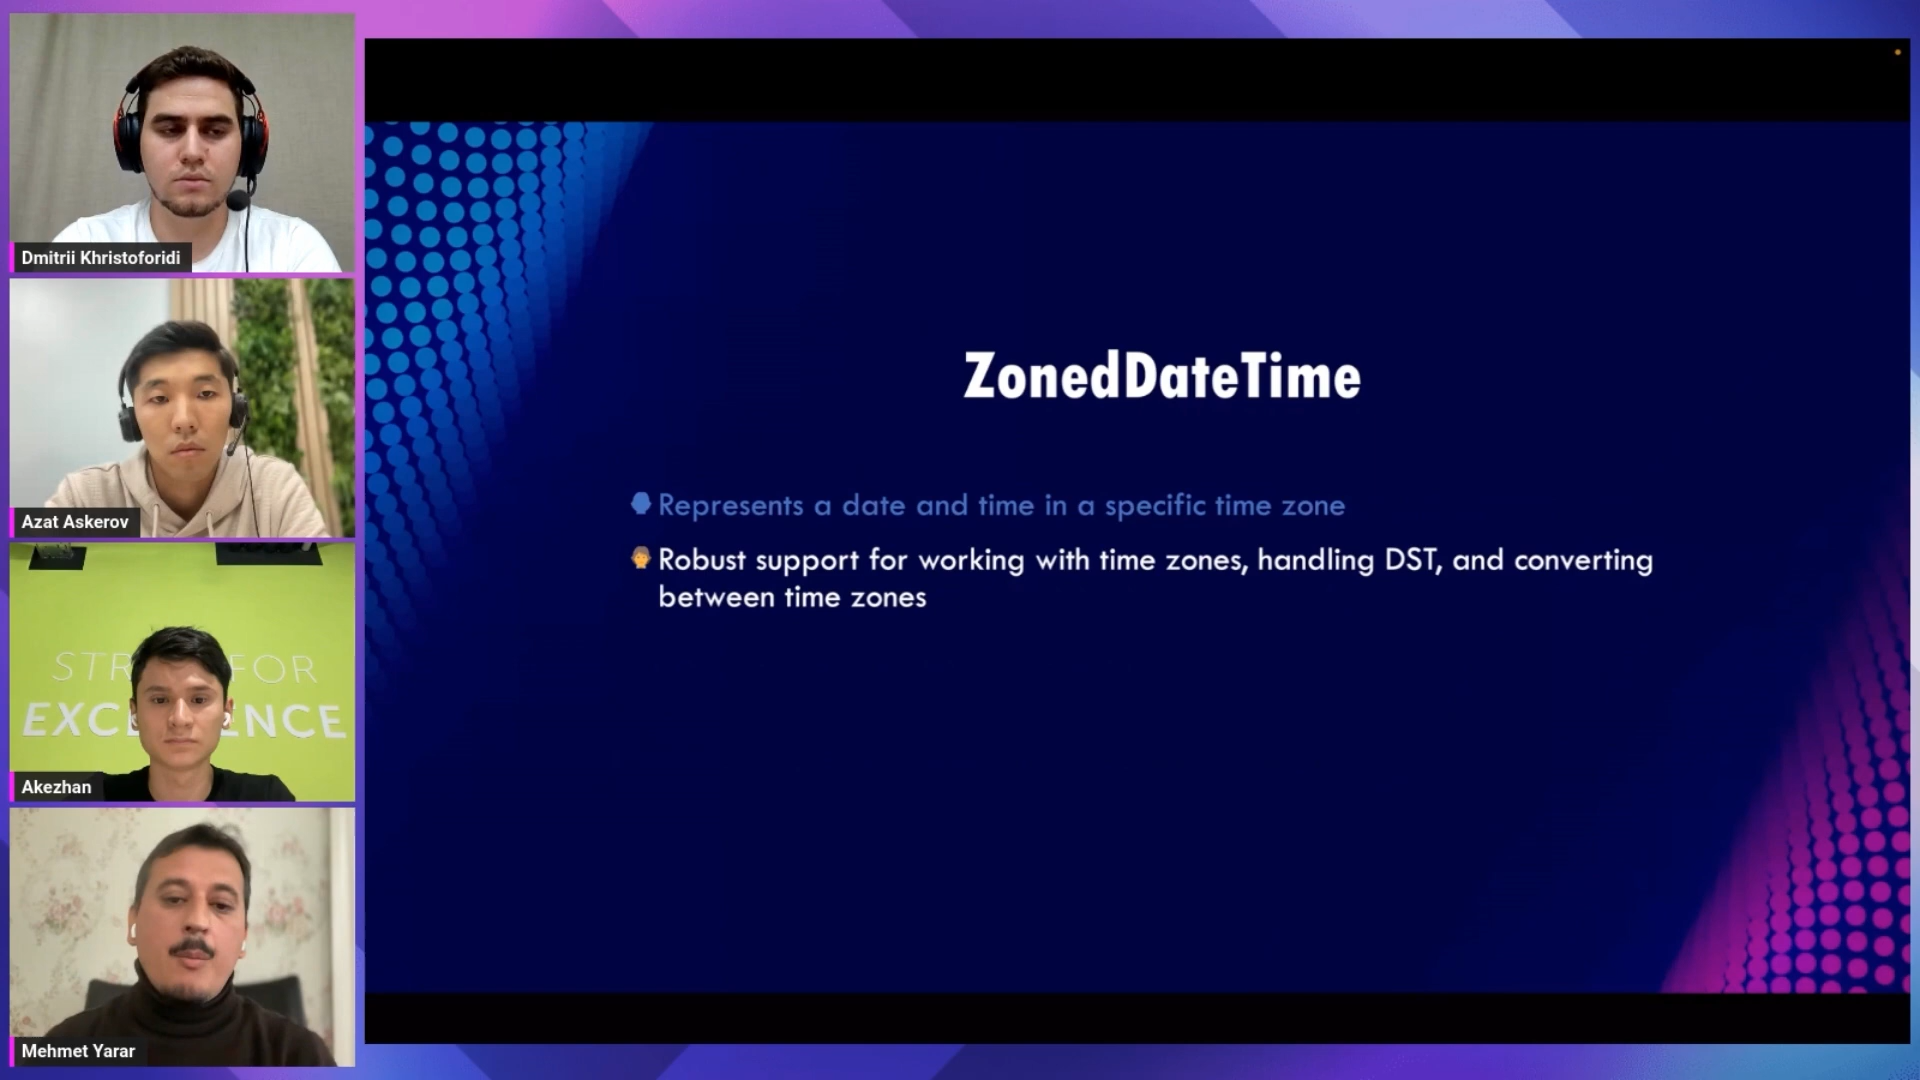 Dmitrii Khristoforidi
Azat Askerov
STR FOR
EXC ENCE
Akezhan
Mehmet Yarar
ZonedDateTime
Represents a date and time in a specific time zone
Robust support for working with time zones, handling DST, and converting
between time zones